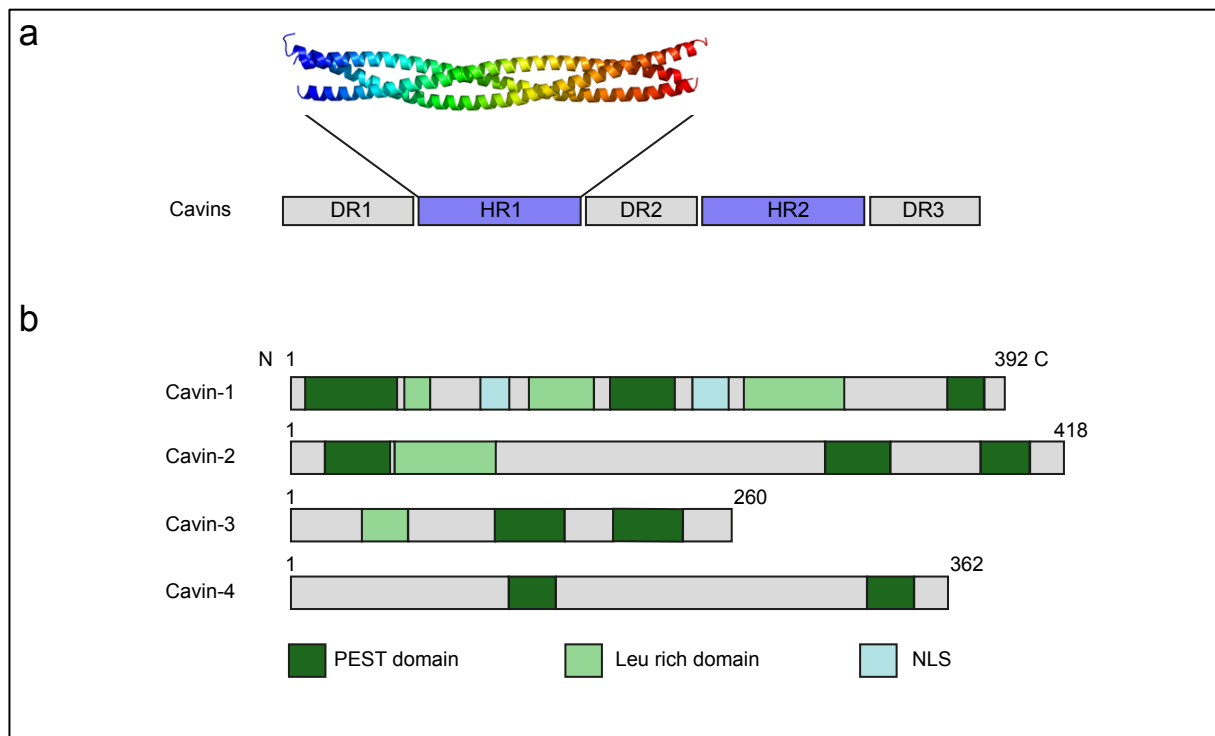 a
Cavins DR1 HR1 DR2 HR2 DR3
b
N 1 392 C
Cavin-1
1 418
Cavin-2
1 260
Cavin-3
1 362
Cavin-4
PEST domain Leu rich domain NLS